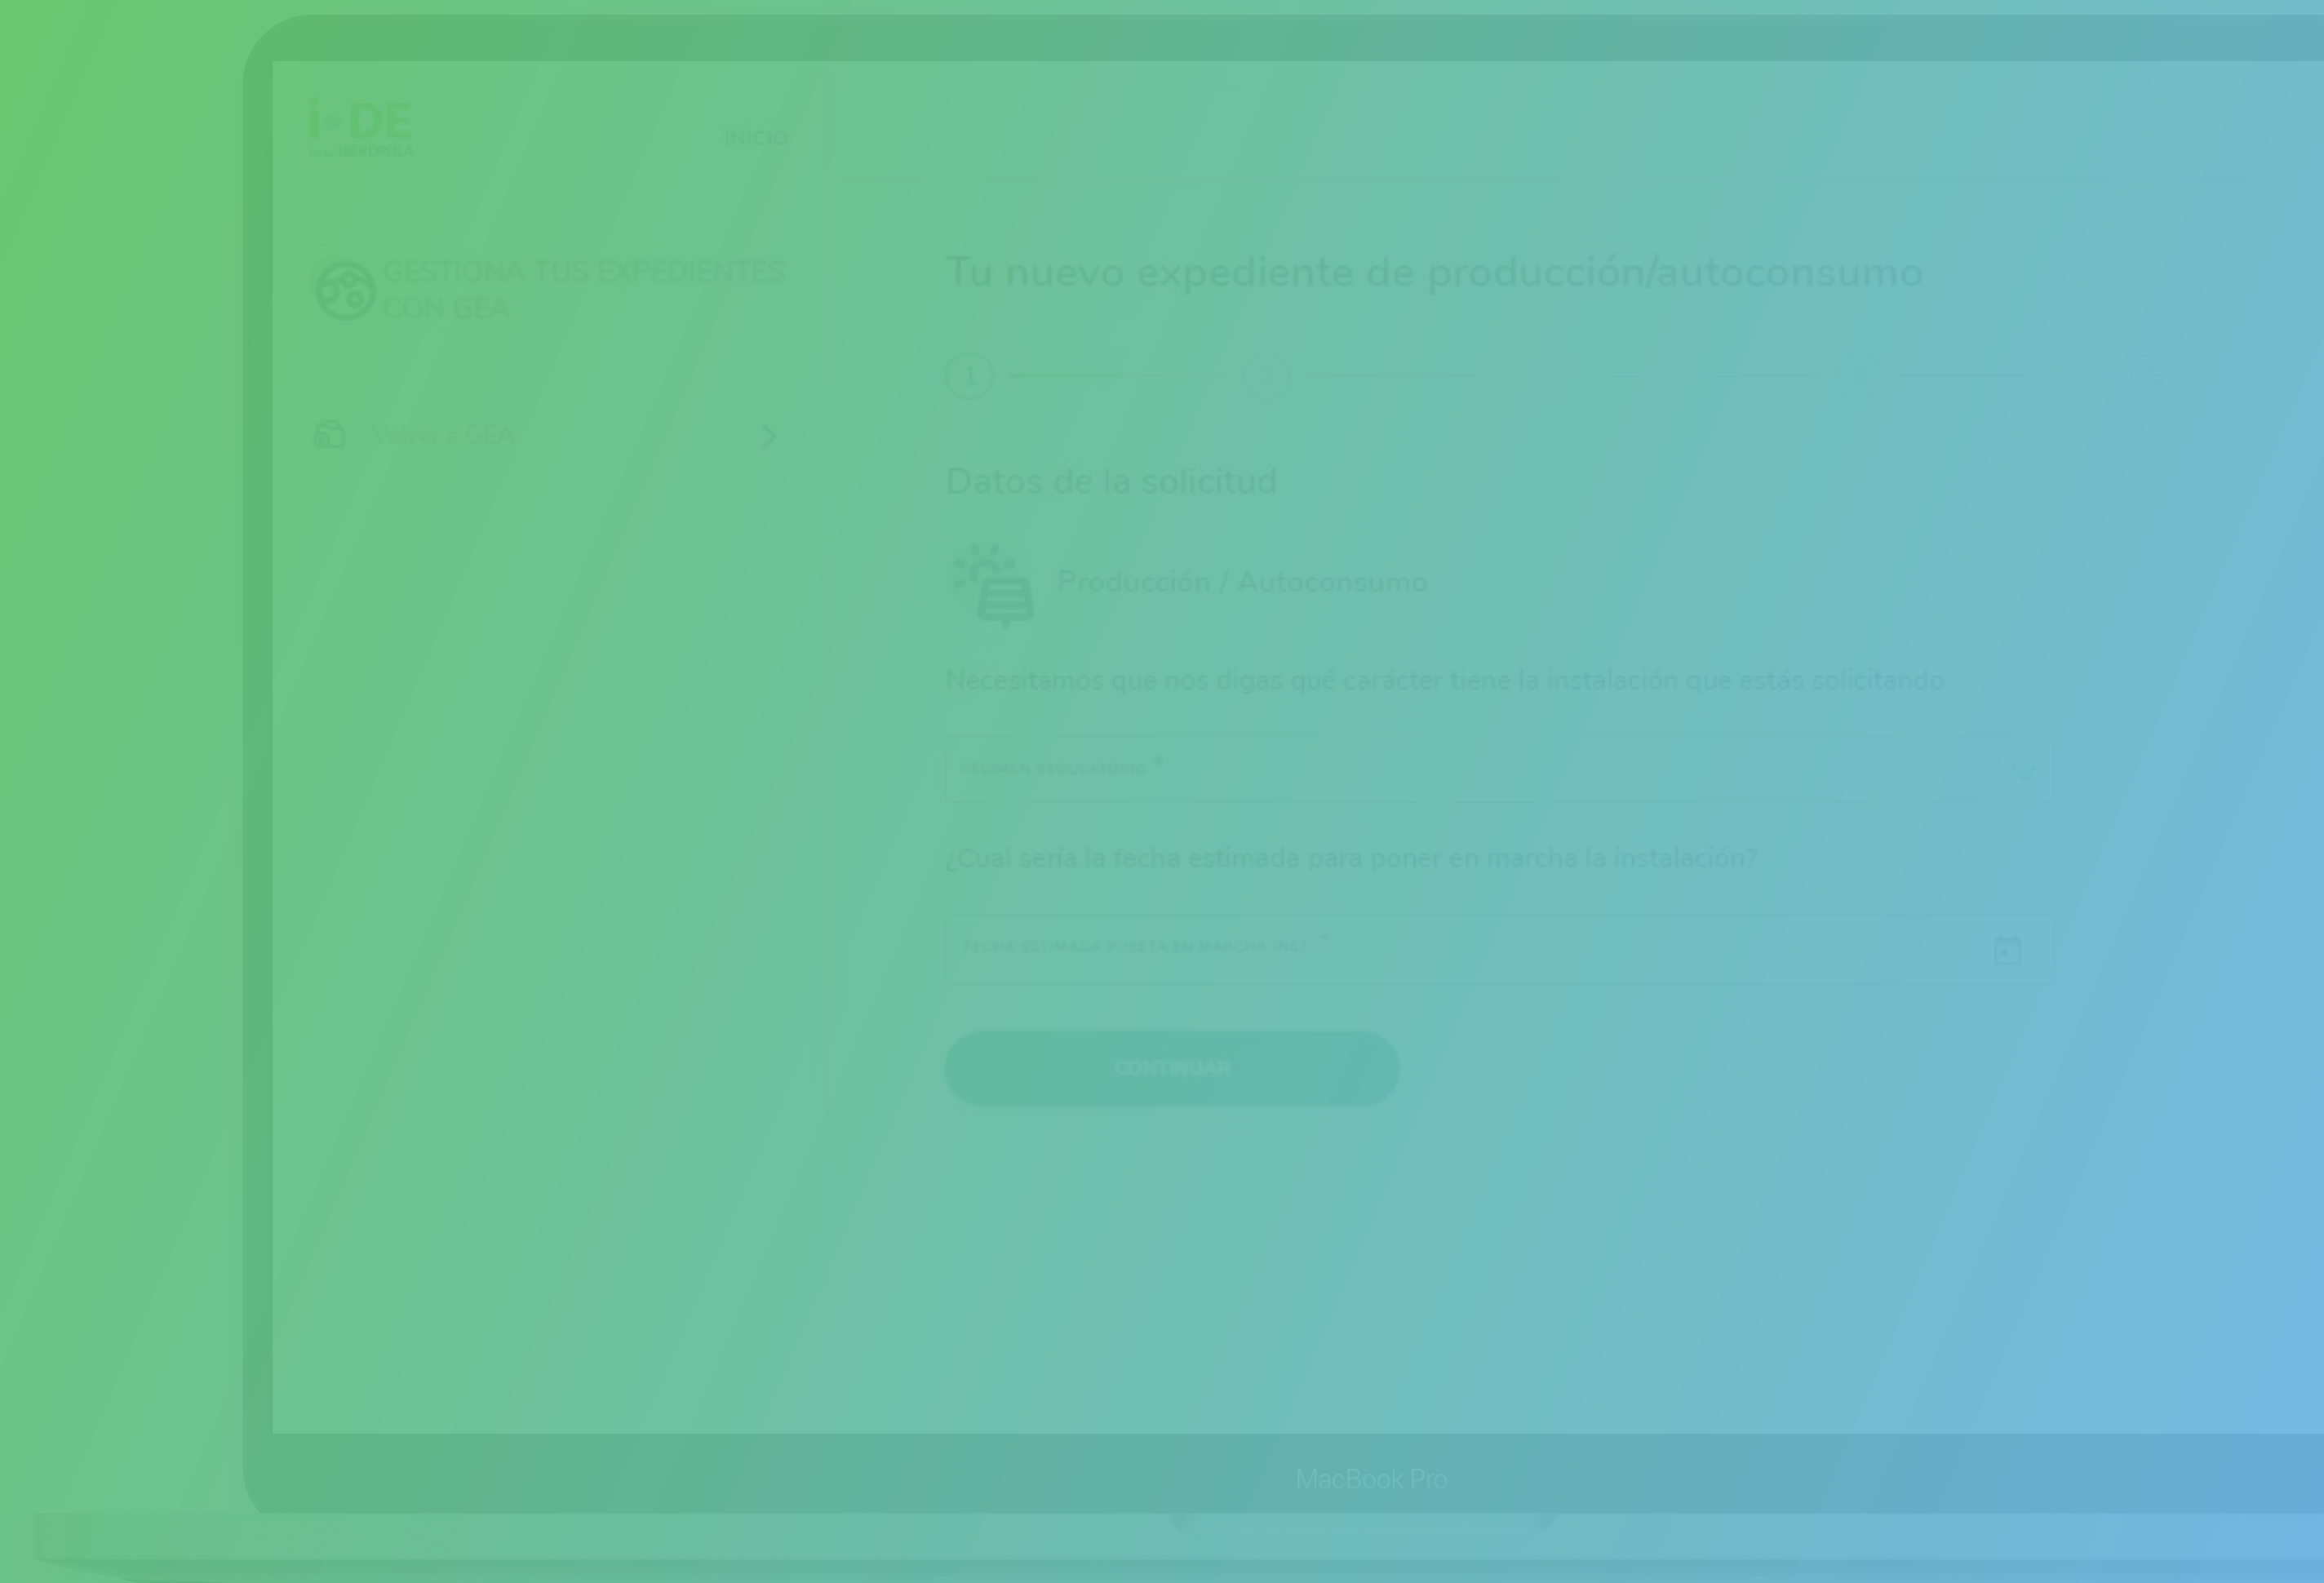 i-DE
IBERDROLA
INICIO
GESTIONA TUS EXPEDIENTES
CON GEA
Volver a GEA
Tu nuevo expediente de producción/autoconsumo
1
2
3
4
Datos de la solicitud
Producción / Autoconsumo
Necesitamos que nos digas qué carácter tiene la instalación que estás solicitando
RÉGIMEN REGULATORIO *
¿Cual sería la fecha estimada para poner en marcha la instalación?
FECHA ESTIMADA PUESTA EN MARCHA INST. *
CONTINUAR
MacBook Pro